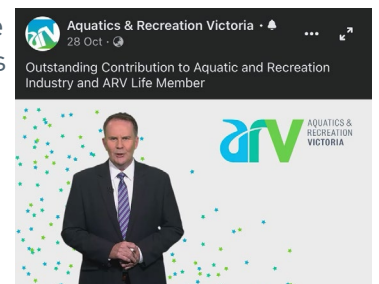 e
s
Aquatics & Recreation Victoria ·
28 Oct ·
Outstanding Contribution to Aquatic and Recreation
Industry and ARV Life Member
arv
AQUATICS &
RECREATION
VICTORIA